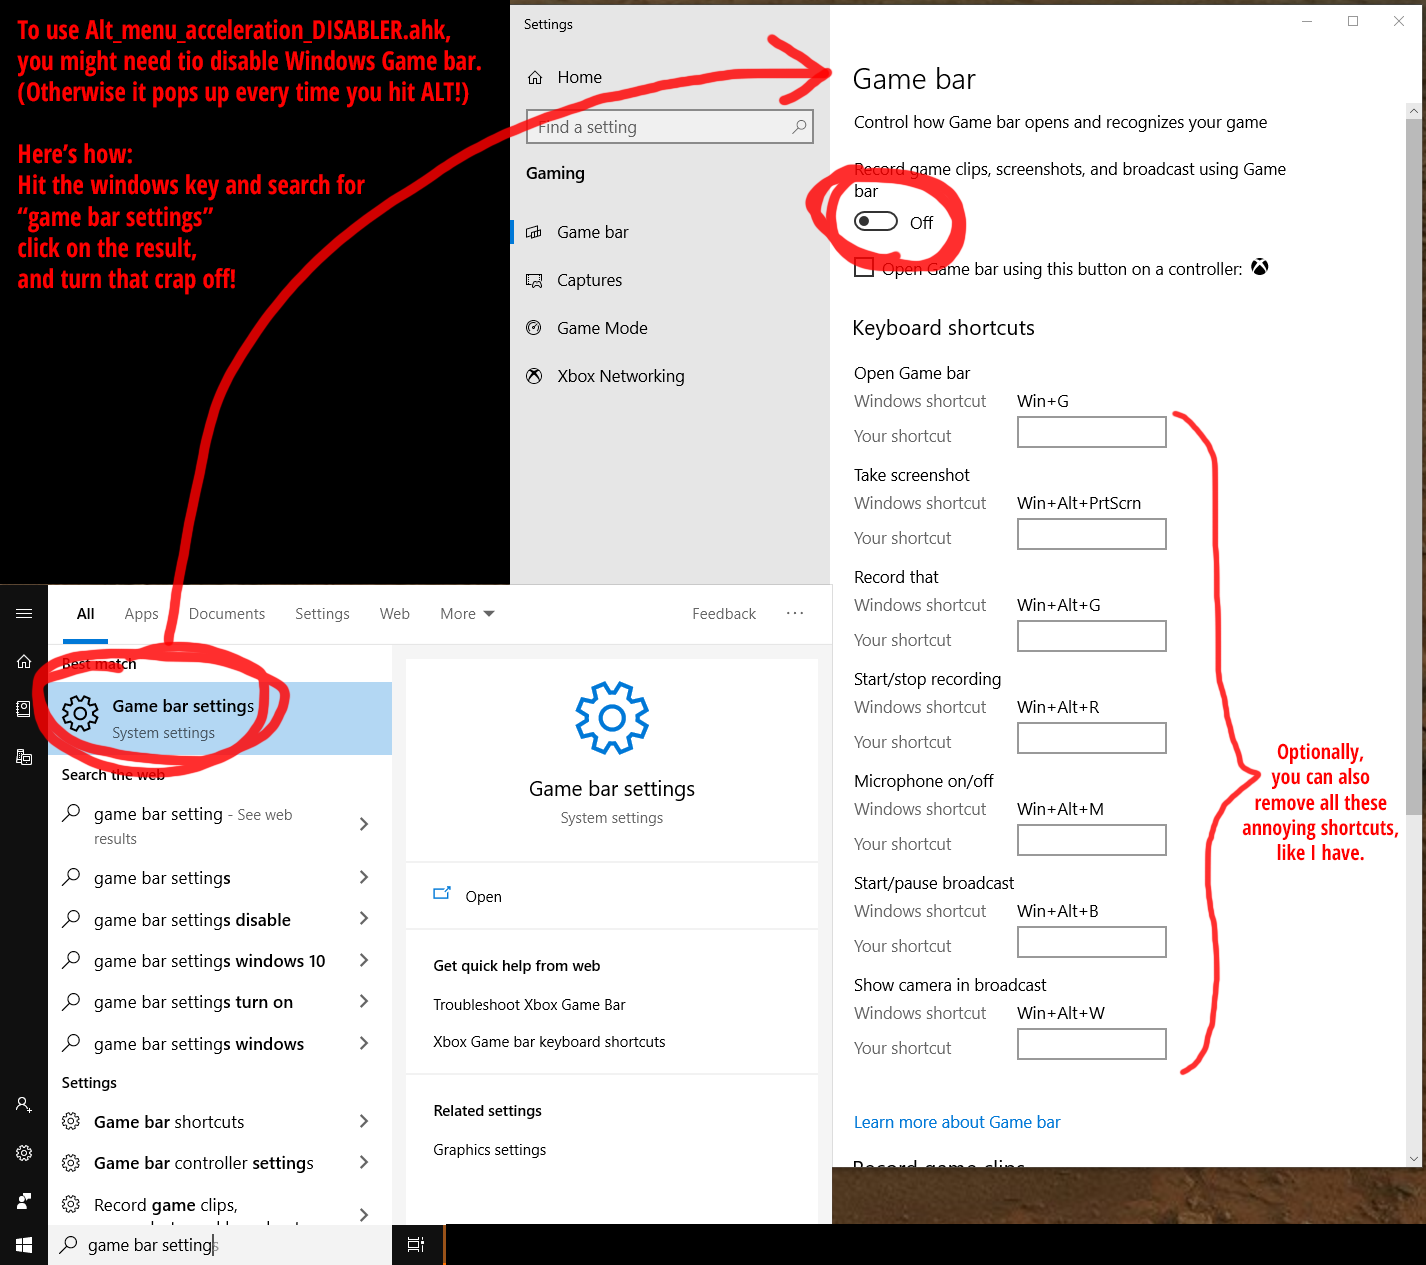 To use Alt_menu_acceleration_DISABLER.ahk,
you might need tio disable Windows Game bar.
(Otherwise it pops up every time you hit ALT!)
Here's how:
Hit the windows key and search for
“game bar settings”
click on the result,
and turn that crap off!
Settings
Home
Find a setting
Gaming
Game bar
Captures
Game Mode
Xbox Networking
Game bar
Control how Game bar opens and recognizes your game
Record game clips, screenshots, and broadcast using Game
bar
Off
Open Game bar using this button on a controller:
Keyboard shortcuts
Open Game bar
Windows shortcut Win+G
Your shortcut
Take screenshot
Windows shortcut Win+Alt+PrtScrn
Your shortcut
Record that
Windows shortcut Win+Alt+G
Your shortcut
Start/stop recording
Windows shortcut Win+Alt+R
Your shortcut
Microphone on/off
Windows shortcut Win+Alt+M
Your shortcut
Start/pause broadcast
Windows shortcut Win+Alt+B
Your shortcut
Show camera in broadcast
Windows shortcut Win+Alt+W
Your shortcut
Learn more about Game bar
Record game clips
Optionally,
you can also
remove all these
annoying shortcuts,
like I have.
All Apps Documents Settings Web More Feedback ...
Best match
Game bar settings
System settings
Search the web
game bar setting - See web
results
game bar settings
game bar settings disable
game bar settings windows 10
game bar settings turn on
game bar settings windows
Settings
Game bar shortcuts
Game bar controller settings
Record game clips,
game bar settings
Game bar settings
System settings
Open
Get quick help from web
Troubleshoot Xbox Game Bar
Xbox Game bar keyboard shortcuts
Related settings
Graphics settings